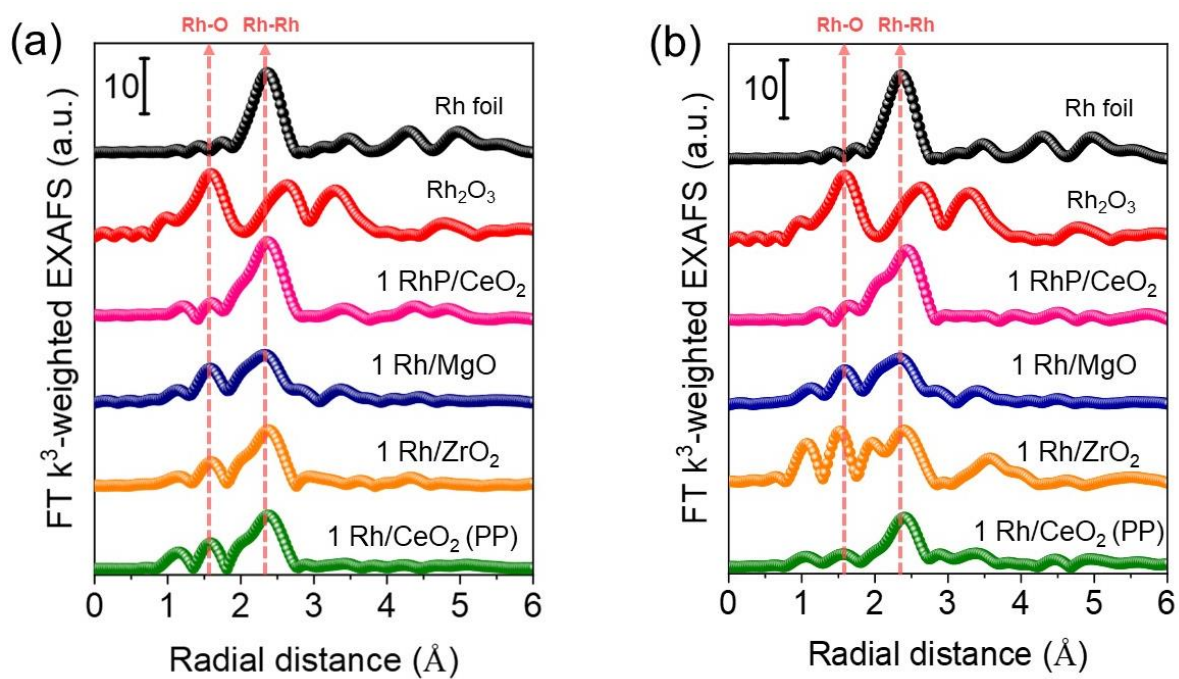 (a)
Rh-O Rh-Rh
10
Rh foil
Rh₂O₃
1 RhP/CeO₂
1 Rh/MgO
1 Rh/ZrO₂
1 Rh/CeO₂ (PP)
FT k³-weighted EXAFS (a.u.)
0 1 2 3 4 5 6
Radial distance (Å)
(b)
Rh-O Rh-Rh
10
Rh foil
Rh₂O₃
1 RhP/CeO₂
1 Rh/MgO
1 Rh/ZrO₂
1 Rh/CeO₂ (PP)
FT k³-weighted EXAFS (a.u.)
0 1 2 3 4 5 6
Radial distance (Å)